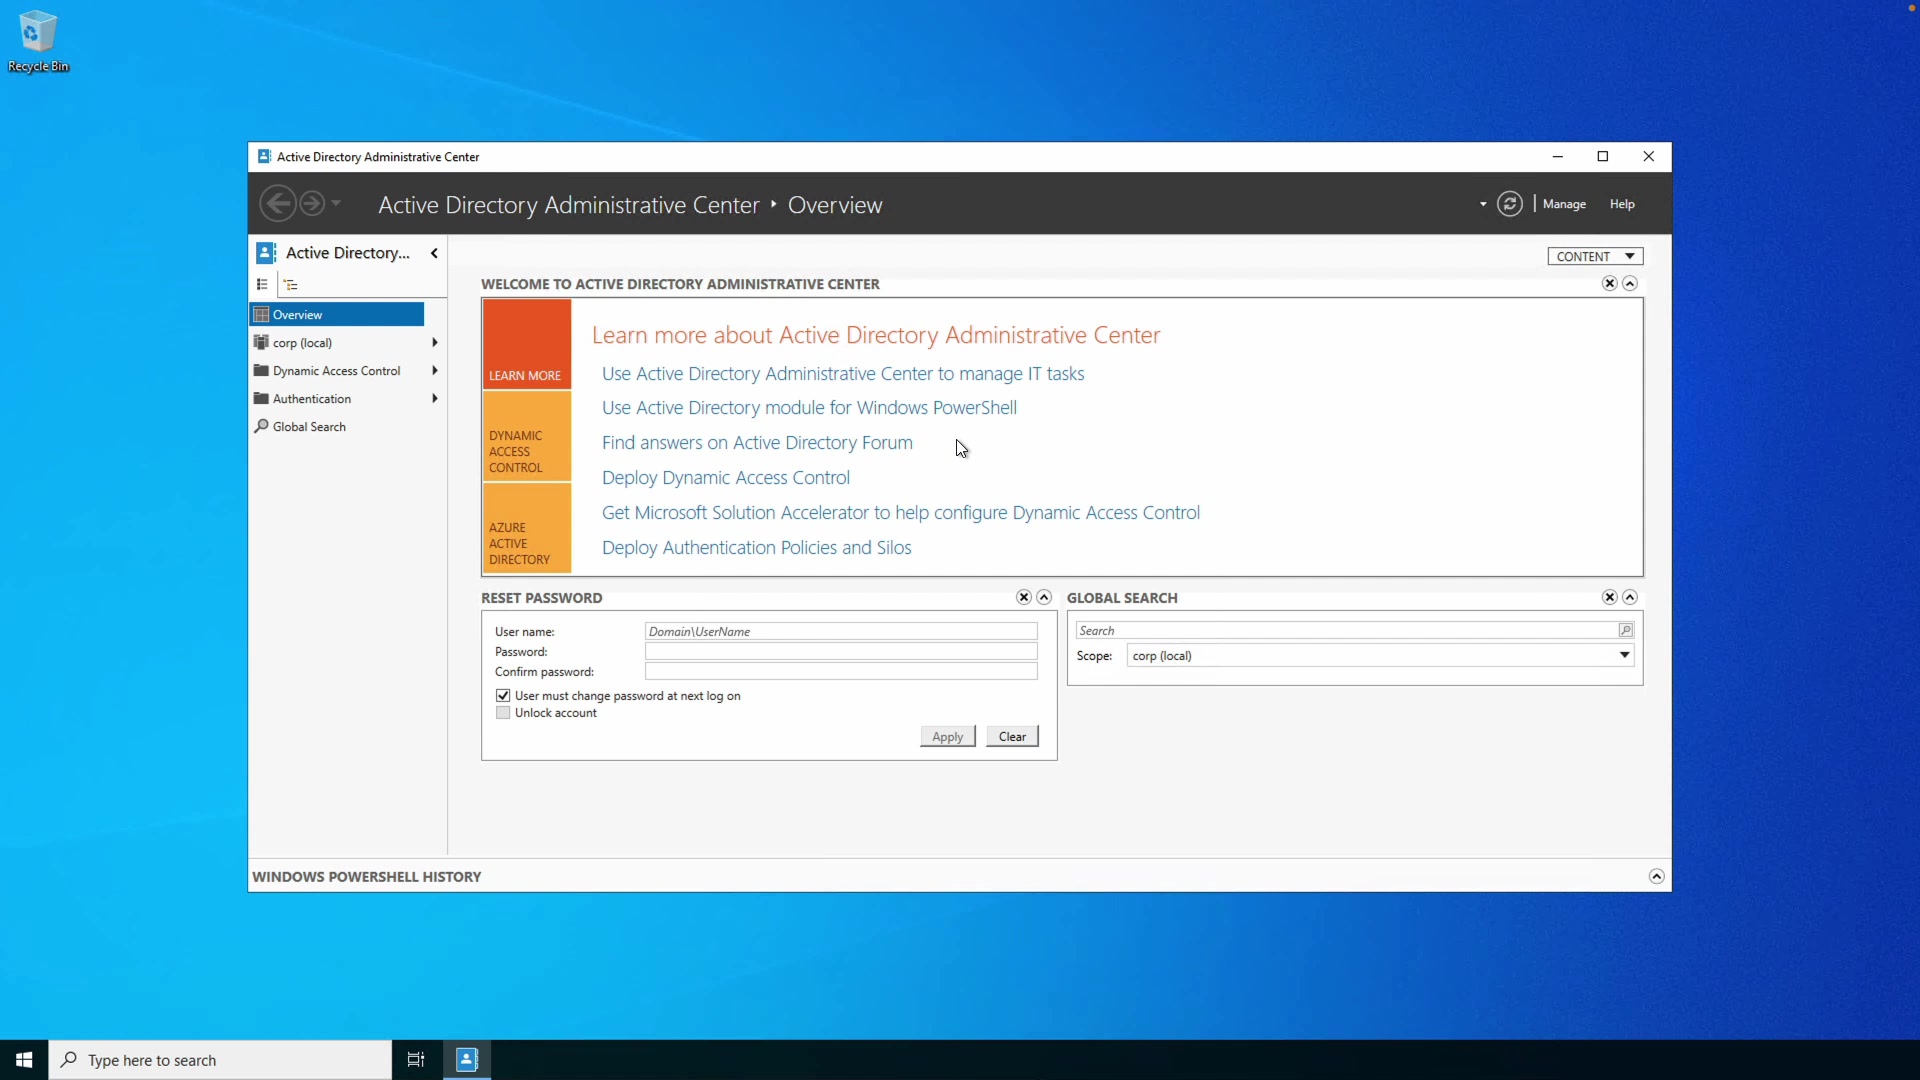 Recycle Bin
Active Directory Administrative Center
Active Directory Administrative Center ‣ Overview
Manage
Help
Active Directory...
CONTENT
Overview
corp (local)
Dynamic Access Control
Authentication
Global Search
WELCOME TO ACTIVE DIRECTORY ADMINISTRATIVE CENTER
LEARN MORE
DYNAMIC
ACCESS
CONTROL
AZURE
ACTIVE
DIRECTORY
Learn more about Active Directory Administrative Center
Use Active Directory Administrative Center to manage IT tasks
Use Active Directory module for Windows PowerShell
Find answers on Active Directory Forum
Deploy Dynamic Access Control
Get Microsoft Solution Accelerator to help configure Dynamic Access Control
Deploy Authentication Policies and Silos
RESET PASSWORD
User name:
Domain\UserName
Password:
Confirm password:
User must change password at next log on
Unlock account
Apply
Clear
GLOBAL SEARCH
Search
Scope:
corp (local)
WINDOWS POWERSHELL HISTORY
Type here to search